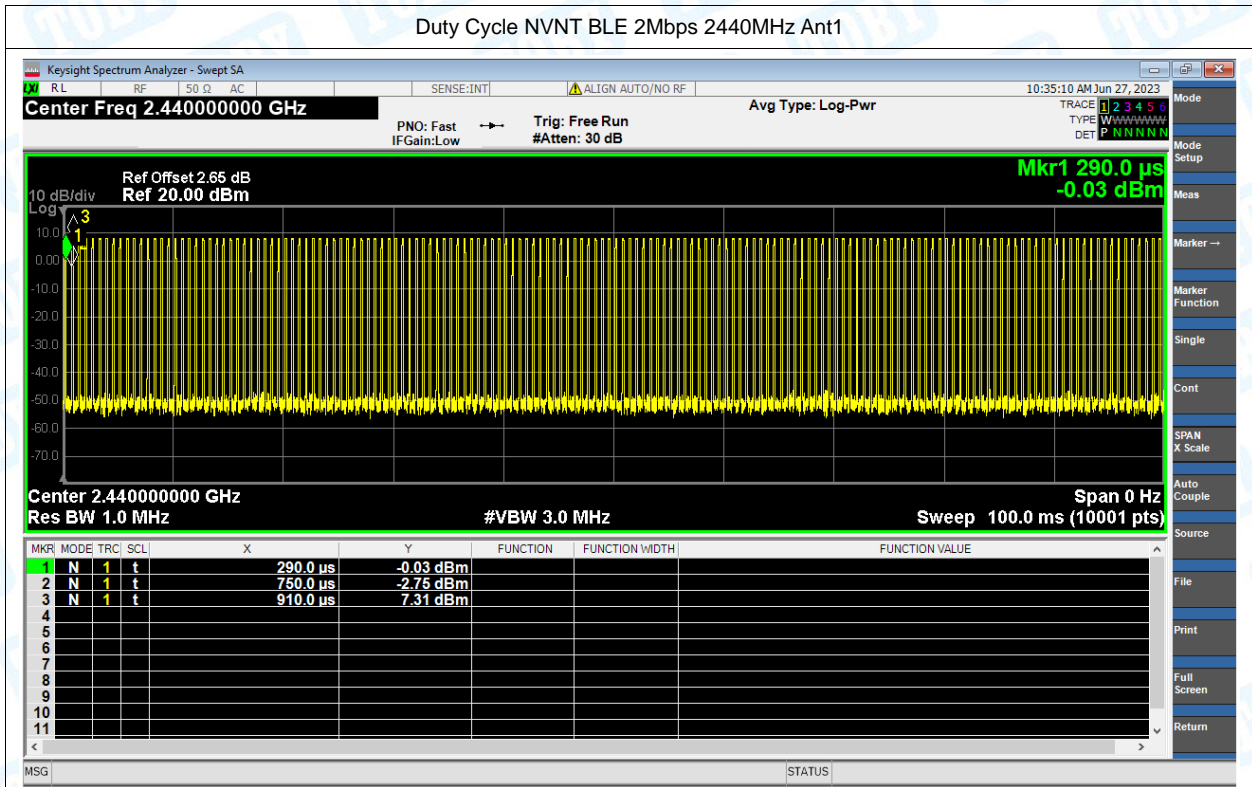 Duty Cycle NVNT BLE 2Mbps 2440MHz Ant1
Keysight Spectrum Analyzer - Swept SA
LXI RL RF 50 Ω AC SENSE:INT ALIGN AUTO/NO RF 10:35:10 AM Jun 27, 2023
Center Freq 2.440000000 GHz
PNO: Fast
IFGain:Low
Trig: Free Run
#Atten: 30 dB
Avg Type: Log-Pwr
TRACE 1 2 3 4 5 6
TYPE W W W W W W
DET P N N N N N
Mkr1 290.0 µs
-0.03 dBm
Ref Offset 2.65 dB
10 dB/div Ref 20.00 dBm
Log
3
1
10.0
0.00
-10.0
-20.0
-30.0
-40.0
-50.0
-60.0
-70.0
Center 2.440000000 GHz Span 0 Hz
Res BW 1.0 MHz #VBW 3.0 MHz Sweep 100.0 ms (10001 pts)
MKR MODE TRC SCL X Y FUNCTION FUNCTION WIDTH FUNCTION VALUE
1 N 1 t 290.0 µs -0.03 dBm
2 N 1 t 750.0 µs -2.75 dBm
3 N 1 t 910.0 µs 7.31 dBm
4
5
6
7
8
9
10
11
MSG STATUS
Mode
Mode
Setup
Meas
Marker→
Marker
Function
Single
Cont
SPAN
X Scale
Auto
Couple
Source
File
Print
Full
Screen
Return
TOBY